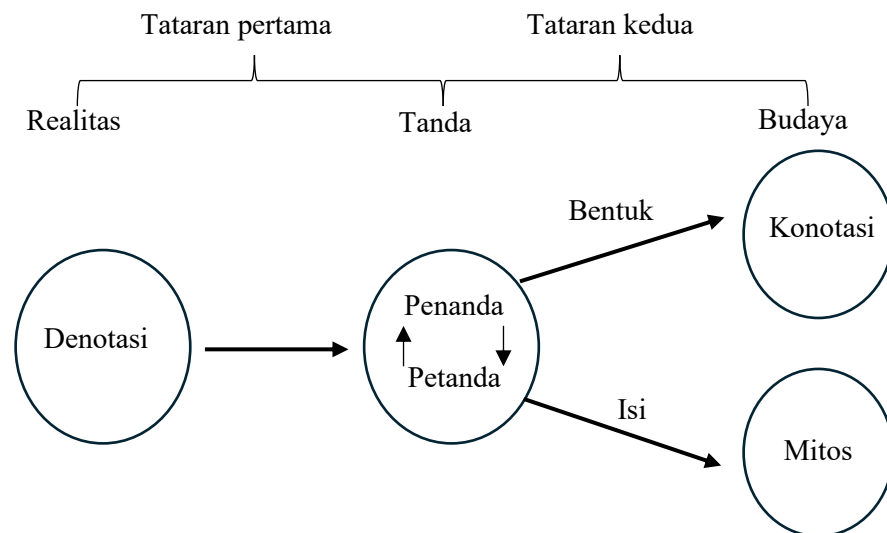 Tataran pertama
Tataran kedua
Realitas
Tanda
Budaya
Bentuk
Konotasi
Penanda
Denotasi
Petanda
Isi
Mitos